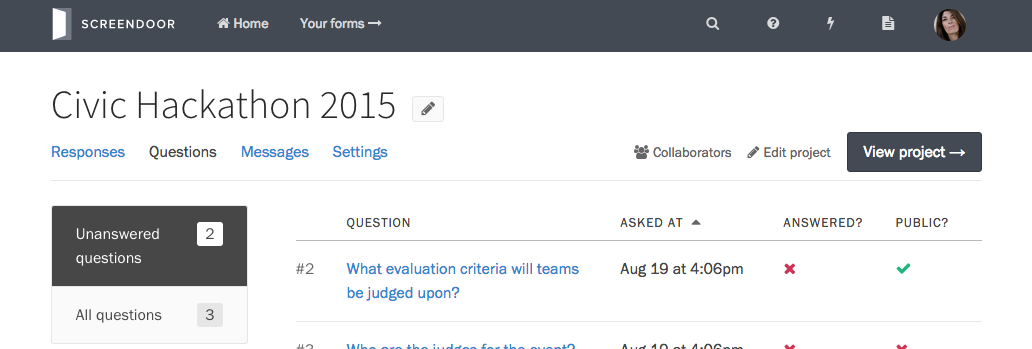 SCREENDOOR Home Your forms →
Civic Hackathon 2015
Responses Questions Messages Settings Collaborators Edit project View project →
QUESTION ASKED AT ANSWERED? PUBLIC?
Unanswered 2
questions
#2 What evaluation criteria will teams Aug 19 at 4:06pm
be judged upon?
All questions 3
#3 Who are the judges for the event? Aug 19 at 4:06pm